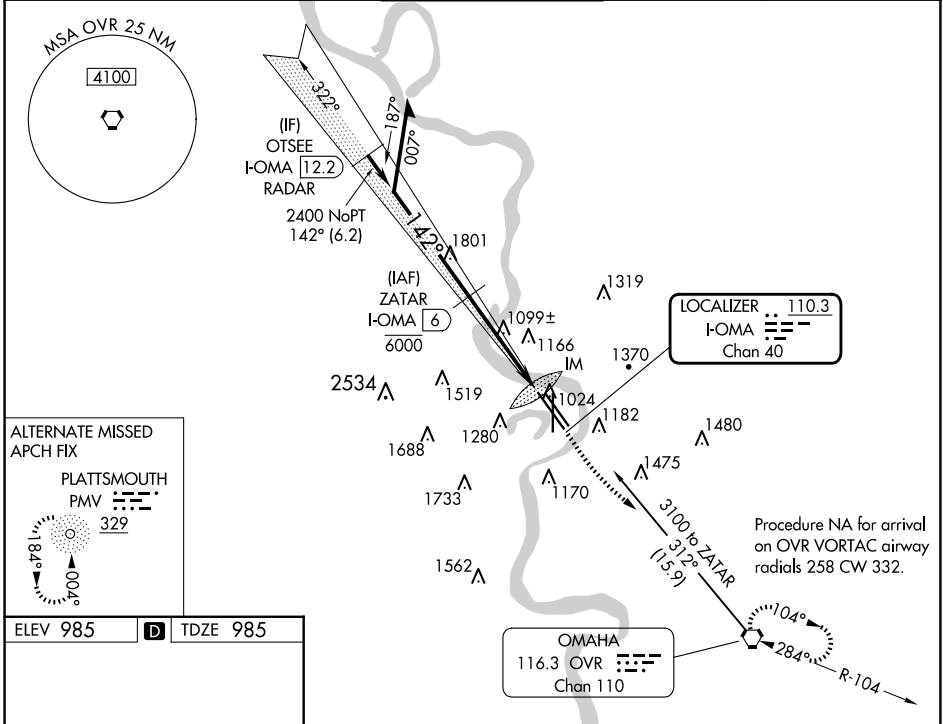 MSA OVR 25 NM
4100
322°
187°
007°
(IF)
OTSEE
I-OMA 12.2
RADAR
2400 NoPT
142° (6.2)
142°
1801
(IAF)
ZATAR
I-OMA 6
6000
1319
1099±
1166
IM
1370
LOCALIZER 110.3
I-OMA
Chan 40
2534
1519
1024
1182
1280
1480
1688
1475
1733
1170
1562
ALTERNATE MISSED
APCH FIX
PLATTSMOUTH
PMV
329
184°
004°
3100 to ZATAR
312°
(15.9)
Procedure NA for arrival
on OVR VORTAC airway
radials 258 CW 332.
ELEV 985 D TDZE 985
OMAHA
116.3 OVR
Chan 110
104°
284°
R-104